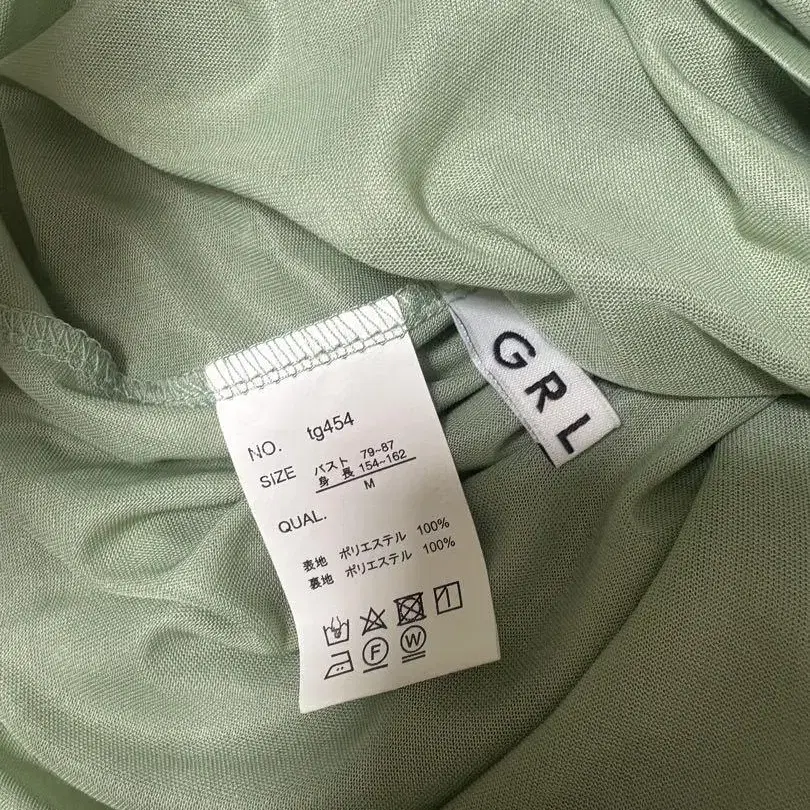 NO. tg454
SIZE バスト 79~87
身 長 154~162
M
QUAL.
表地 ポリエステル 100%
裏地 ポリエステル 100%
F W
GRL